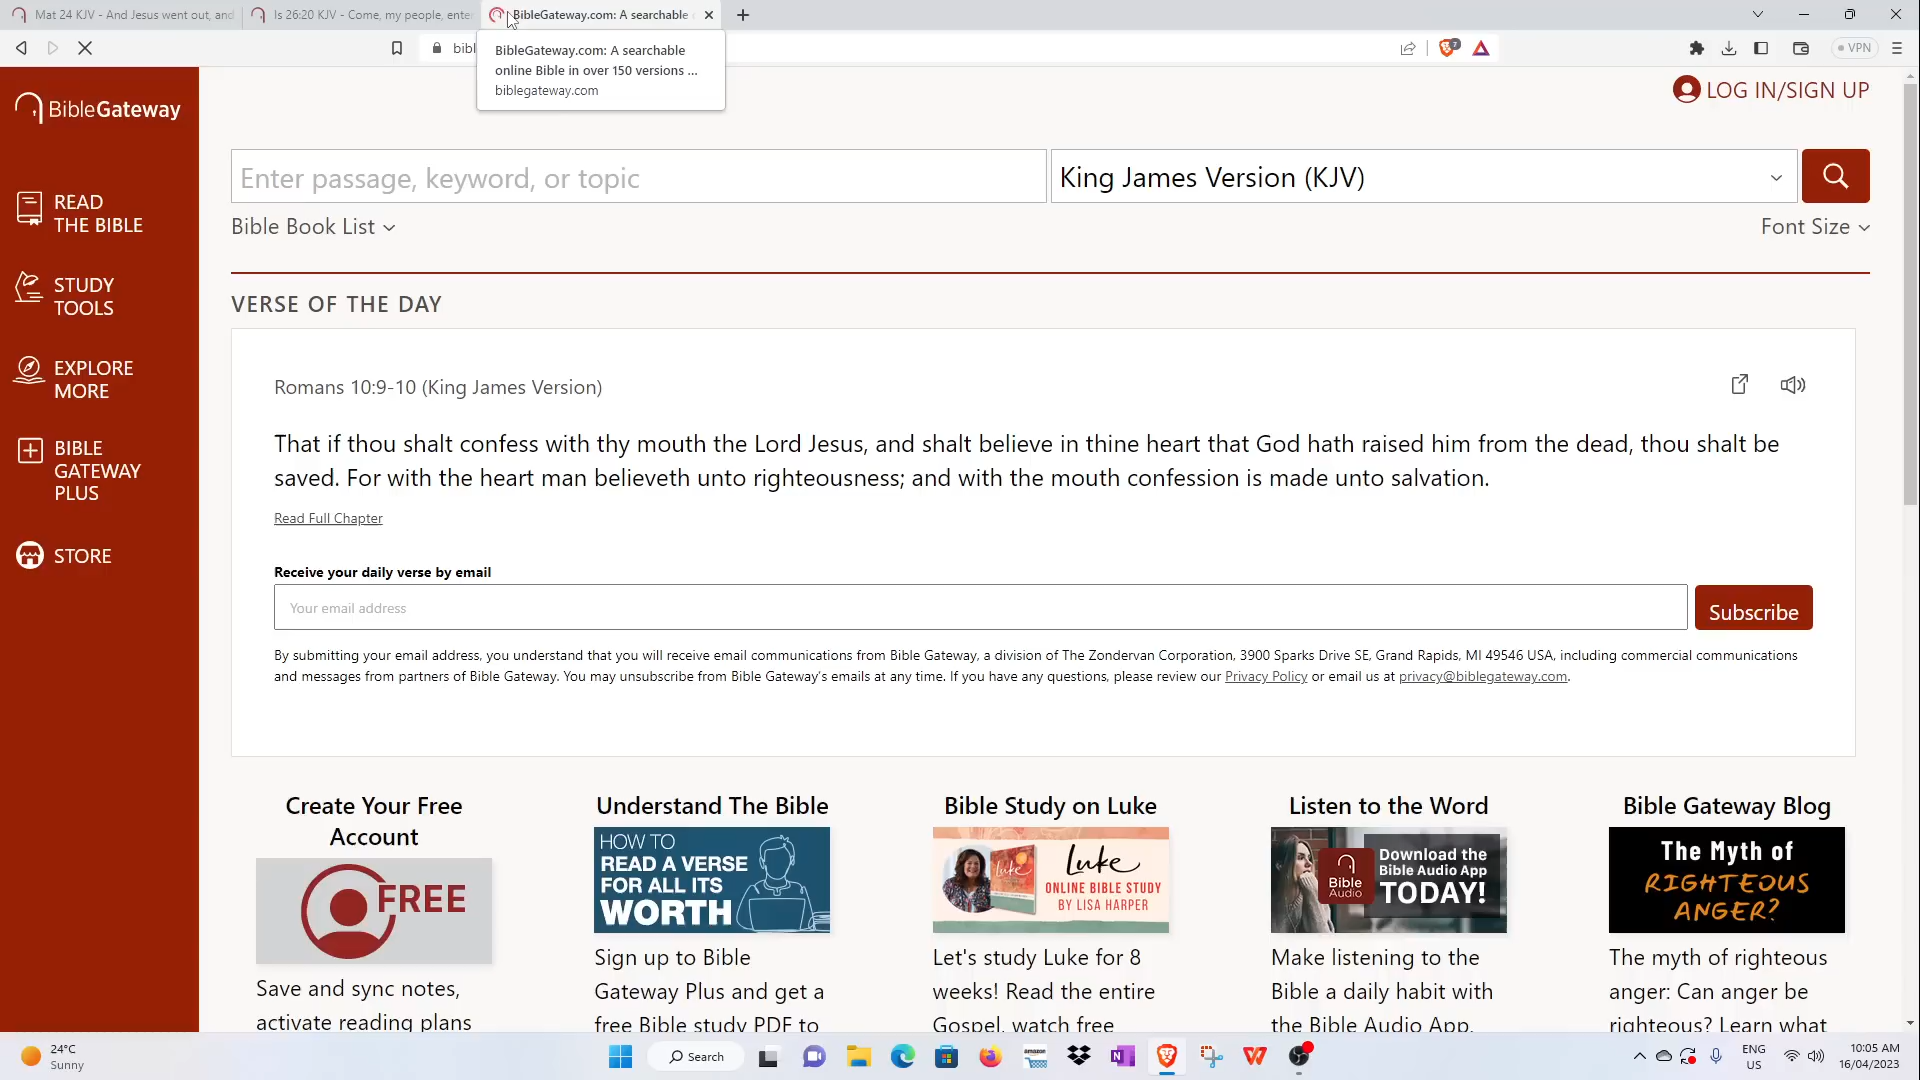 Mat 24 KJV - And Jesus went out, and
Is 26:20 KJV - Come, my people, enter
BibleGateway.com: A searchable
bibl
VPN
BibleGateway.com: A searchable
online Bible in over 150 versions ...
biblegateway.com
BibleGateway
LOG IN/SIGN UP
Enter passage, keyword, or topic
King James Version (KJV)
Bible Book List
Font Size
READ
THE BIBLE
STUDY
TOOLS
EXPLORE
MORE
BIBLE
GATEWAY
PLUS
STORE
VERSE OF THE DAY
Romans 10:9-10 (King James Version)
That if thou shalt confess with thy mouth the Lord Jesus, and shalt believe in thine heart that God hath raised him from the dead, thou shalt be
saved. For with the heart man believeth unto righteousness; and with the mouth confession is made unto salvation.
Read Full Chapter
Receive your daily verse by email
Your email address
Subscribe
By submitting your email address, you understand that you will receive email communications from Bible Gateway, a division of The Zondervan Corporation, 3900 Sparks Drive SE, Grand Rapids, MI 49546 USA, including commercial communications
and messages from partners of Bible Gateway. You may unsubscribe from Bible Gateway's emails at any time. If you have any questions, please review our Privacy Policy or email us at privacy@biblegateway.com.
Create Your Free
Account
FREE
Save and sync notes,
activate reading plans
Understand The Bible
HOW TO
READ A VERSE
FOR ALL ITS
WORTH
Sign up to Bible
Gateway Plus and get a
free Bible study PDF to
Bible Study on Luke
luke
Luke
ONLINE BIBLE STUDY
BY LISA HARPER
Let's study Luke for 8
weeks! Read the entire
Gospel, watch free
Listen to the Word
Bible
Audio
Download the
Bible Audio App
TODAY!
Make listening to the
Bible a daily habit with
the Bible Audio App.
Bible Gateway Blog
The Myth of
RIGHTEOUS
ANGER?
The myth of righteous
anger: Can anger be
righteous? Learn what
24°C
Sunny
Search
amazon
ENG
US
10:05 AM
16/04/2023